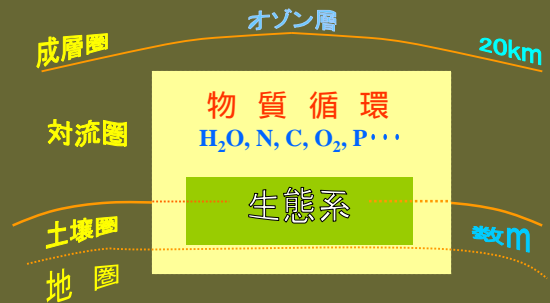 オゾン層
成層圏
20km
物質循環
対流圏
H₂O, N, C, O₂, P･･･
生態系
土壌圏
数m
地圏